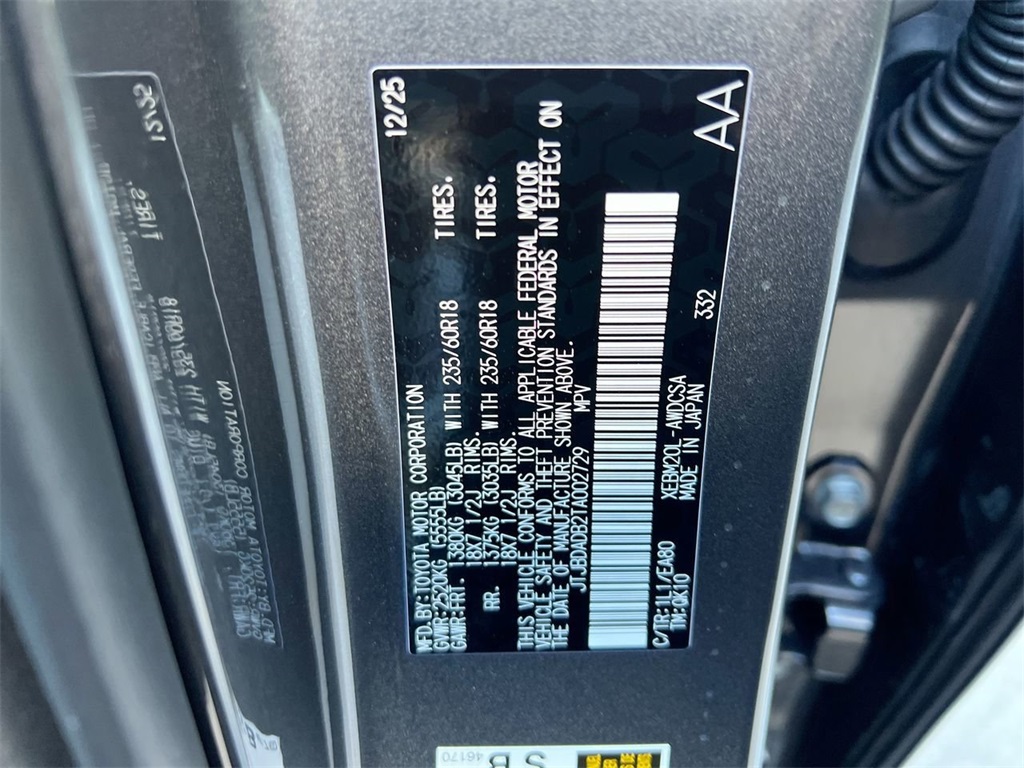 MFD.BY:TOYOTA MOTOR CORPORATION 12/25
GVWR:2520KG (5555LB)
GAWR:FRT. 1380KG (3045LB) WITH 235/60R18 TIRES.
18X7 1/2J RIMS.
RR. 1375KG (3035LB) WITH 235/60R18 TIRES.
18X7 1/2J RIMS.
THIS VEHICLE CONFORMS TO ALL APPLICABLE FEDERAL MOTOR
VEHICLE SAFETY AND THEFT PREVENTION STANDARDS IN EFFECT ON
THE DATE OF MANUFACTURE SHOWN ABOVE.
JTJBDADB2TA002729 MPV
C/TR:1L1/EA80 XEBM20L-AWDCSA 332
TM:0K10 MADE IN JAPAN AA
46170
SB